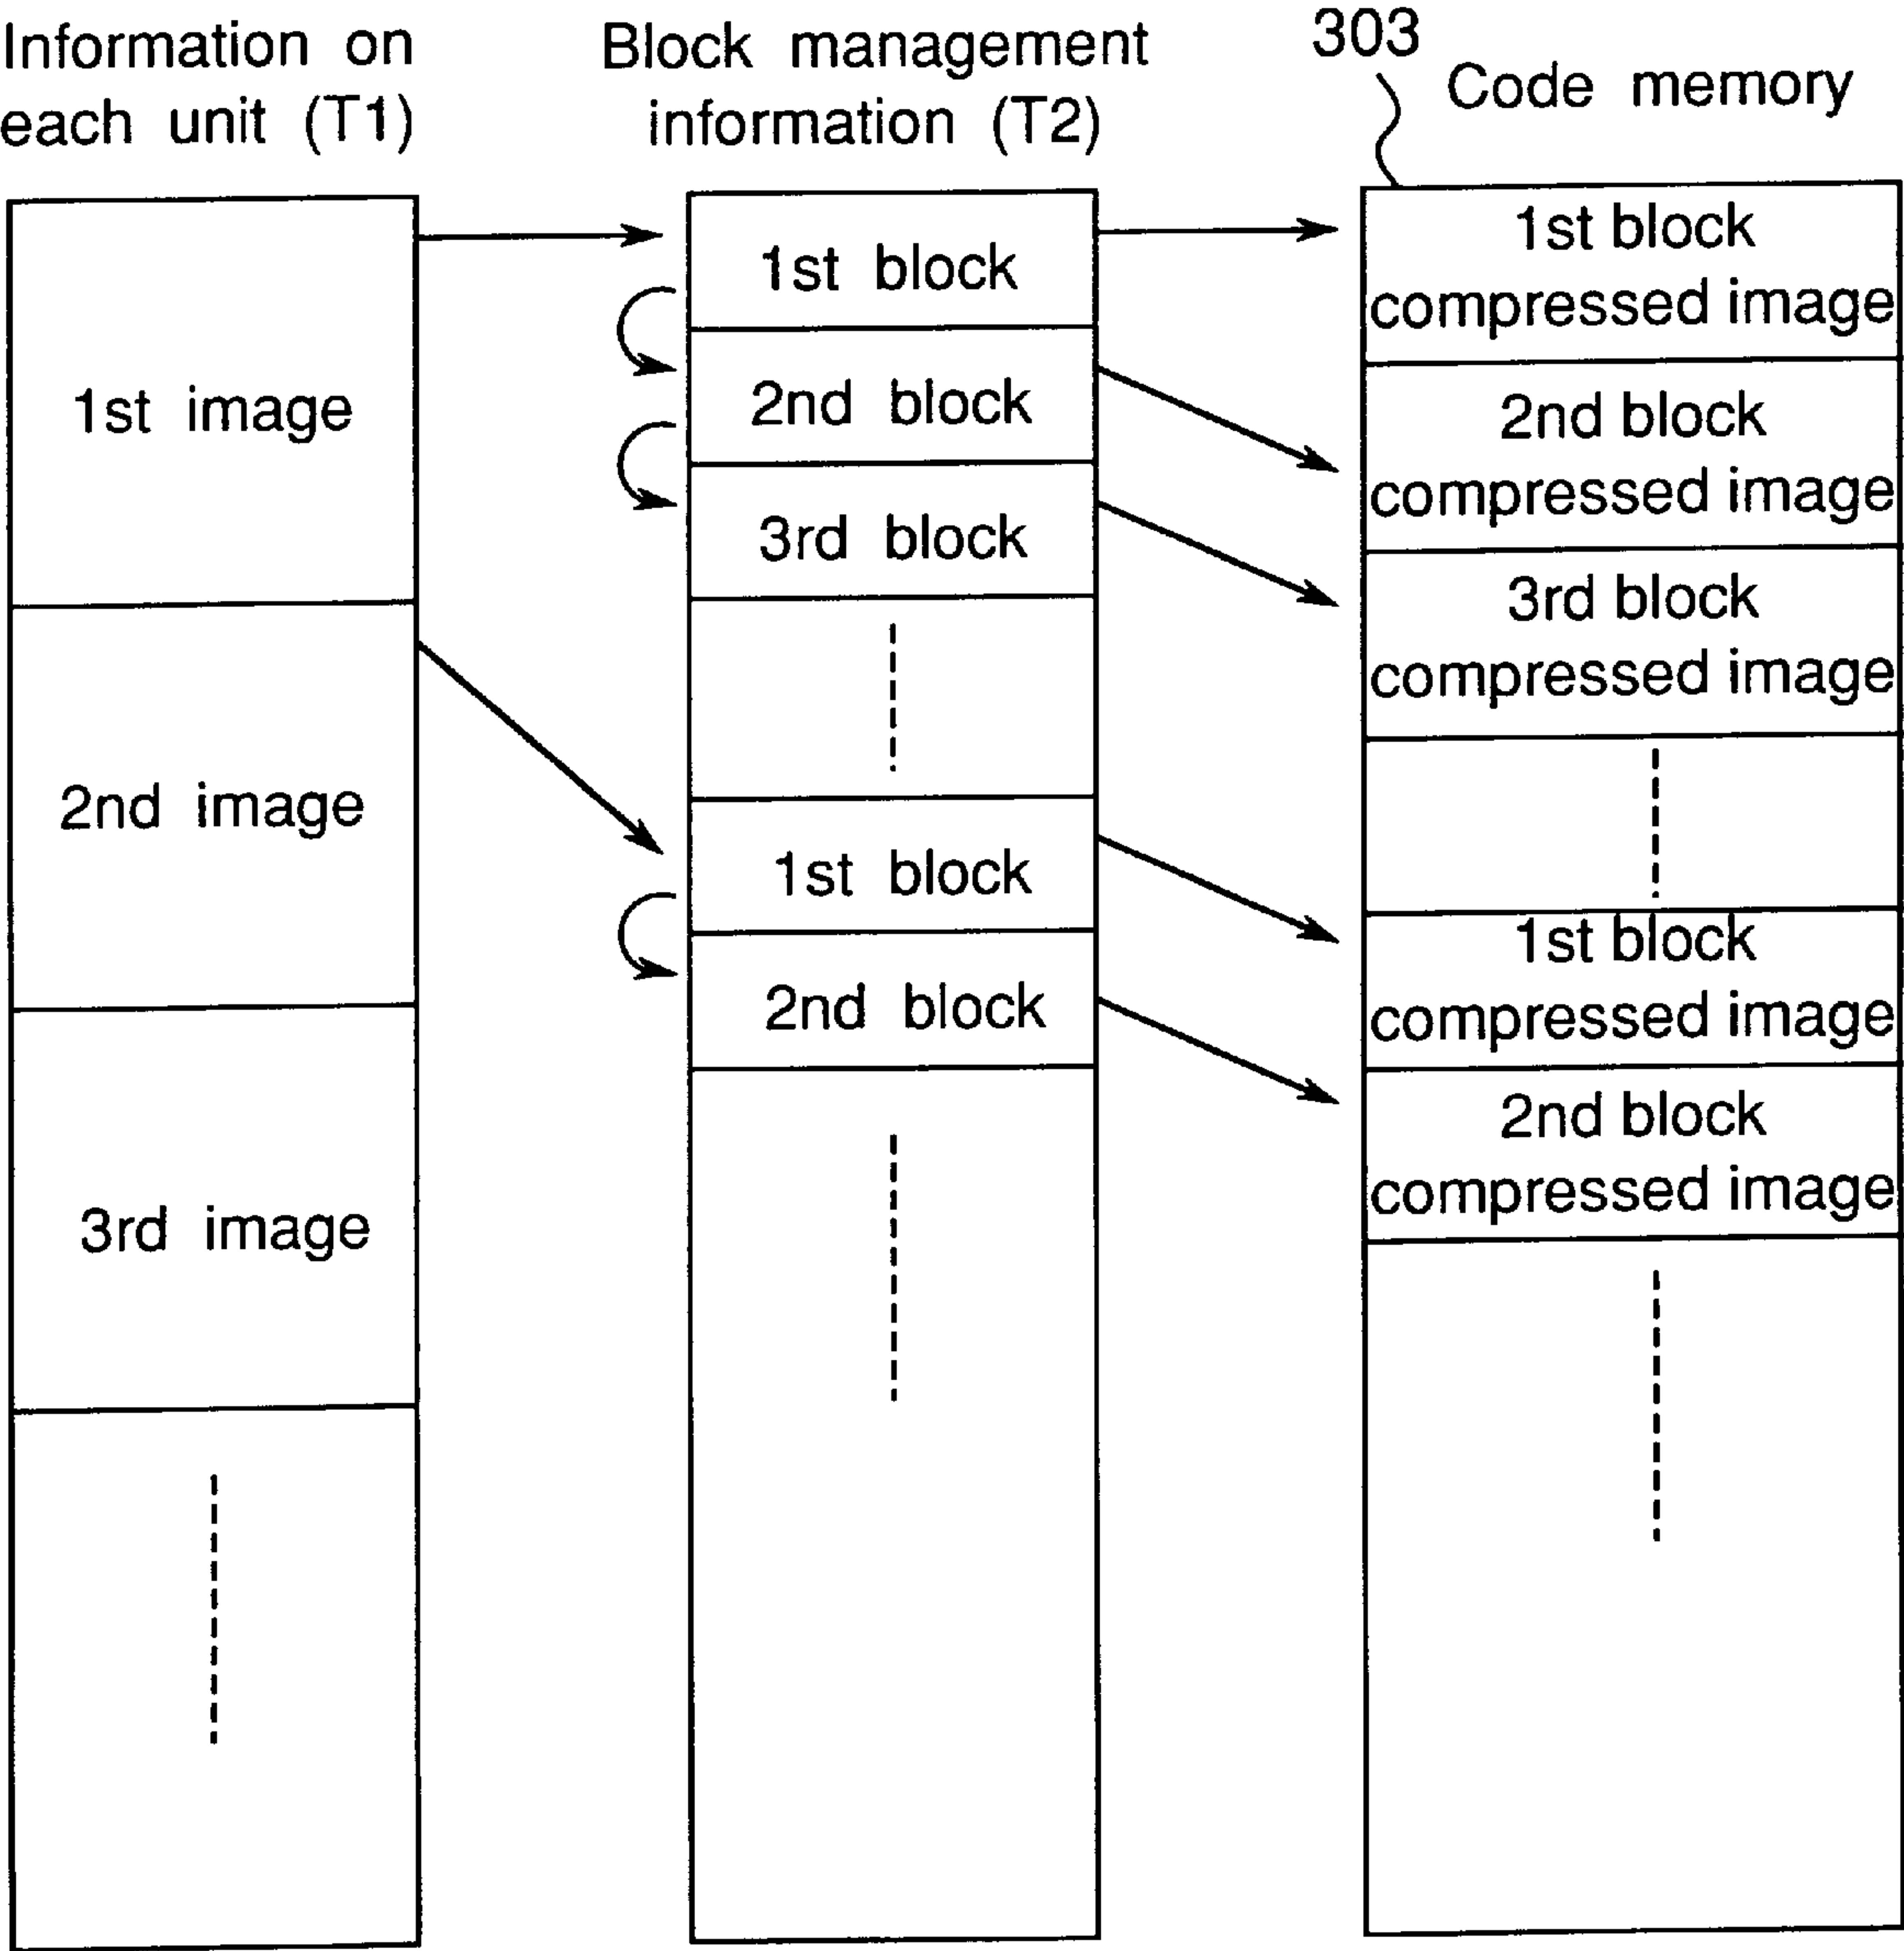 Information on
each unit (T1)
1st image
2nd image
3rd image
Block management
information (T2)
1st block
2nd block
3rd block
1st block
2nd block
303
Code memory
1st block
compressed image
2nd block
compressed image
3rd block
compressed image
1st block
compressed image
2nd block
compressed image